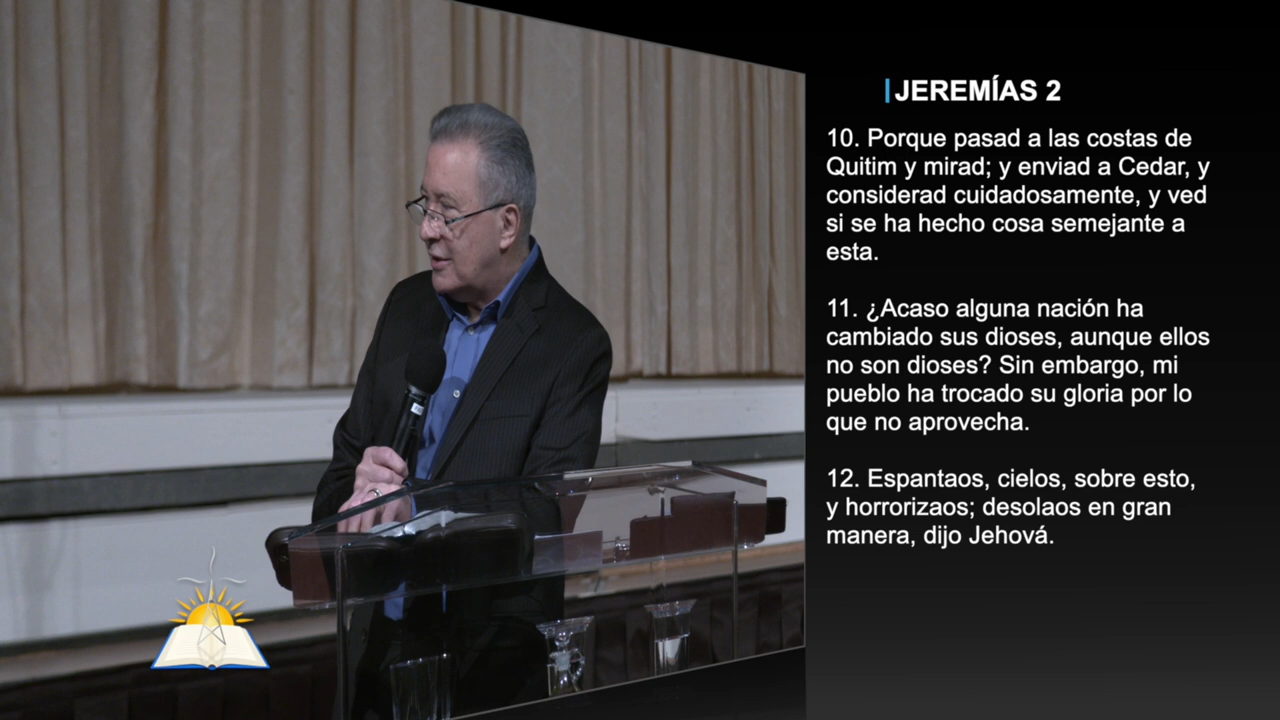 JEREMÍAS 2
10. Porque pasad a las costas de
Quitim y mirad; y enviad a Cedar, y
considerad cuidadosamente, y ved
si se ha hecho cosa semejante a
esta.
11. ¿Acaso alguna nación ha
cambiado sus dioses, aunque ellos
no son dioses? Sin embargo, mi
pueblo ha trocado su gloria por lo
que no aprovecha.
12. Espantaos, cielos, sobre esto,
y horrorizaos; desolaos en gran
manera, dijo Jehová.